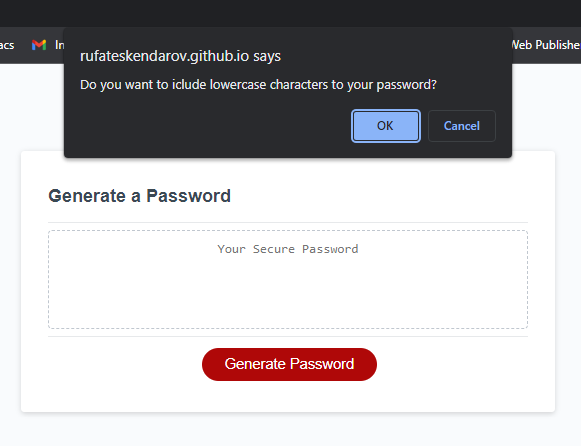 acs In Web Publishe
rufateskendarov.github.io says
Do you want to iclude lowercase characters to your password?
OK Cancel
Generate a Password
Your Secure Password
Generate Password